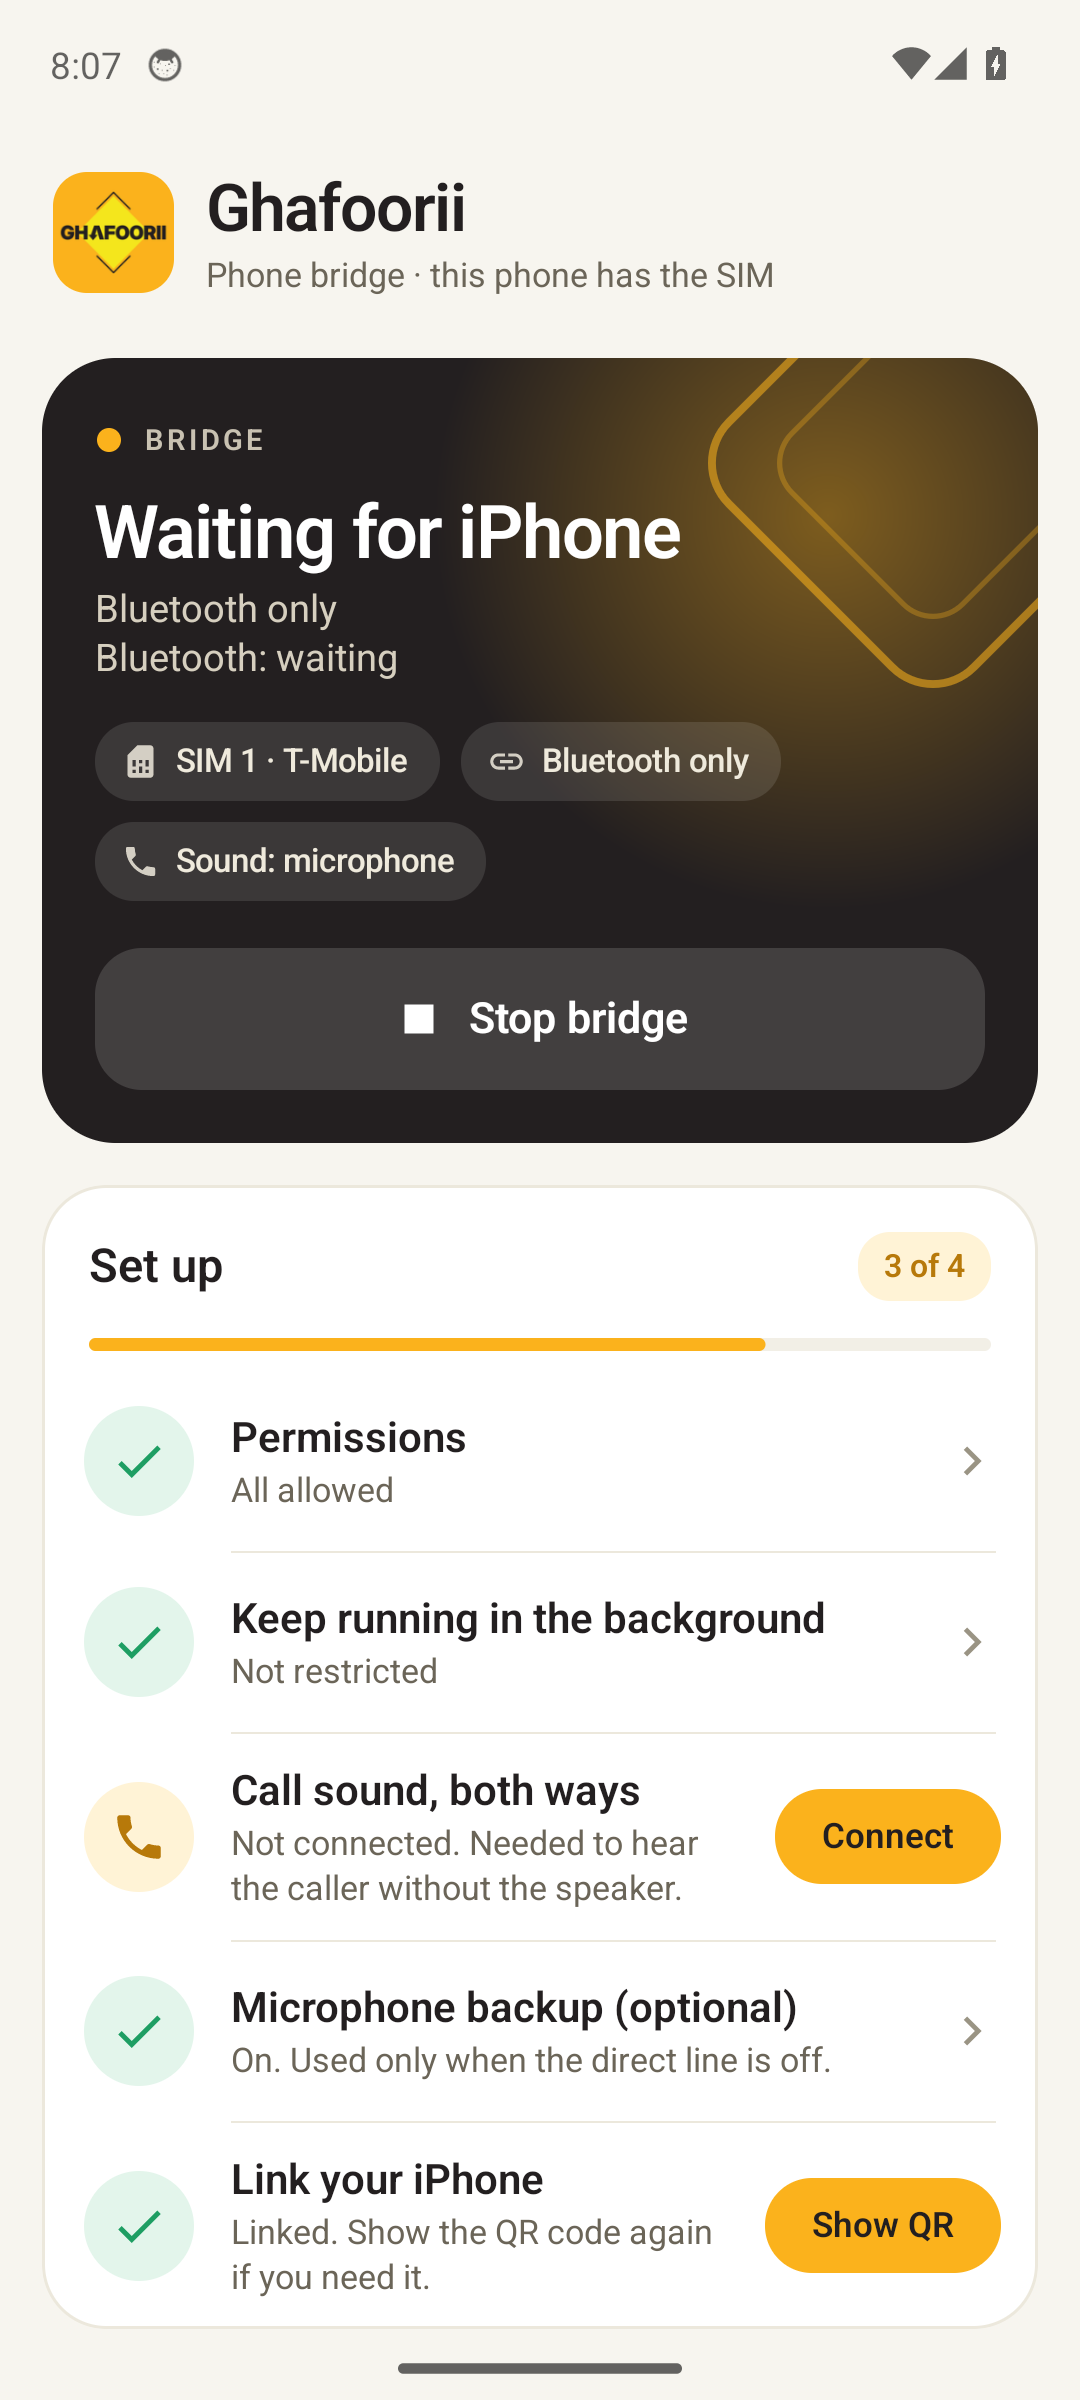 8:07
GHAFOORII
Ghafoorii
Phone bridge · this phone has the SIM
BRIDGE
Waiting for iPhone
Bluetooth only
Bluetooth: waiting
SIM 1 · T-Mobile
Bluetooth only
Sound: microphone
Stop bridge
Set up
3 of 4
Permissions
All allowed
Keep running in the background
Not restricted
Call sound, both ways
Not connected. Needed to hear
the caller without the speaker.
Connect
Microphone backup (optional)
On. Used only when the direct line is off.
Link your iPhone
Linked. Show the QR code again
if you need it.
Show QR